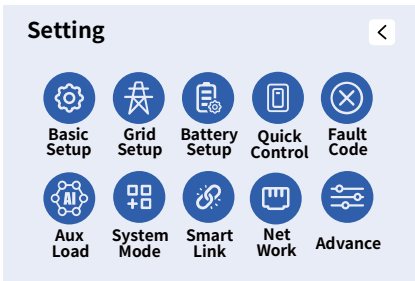 Setting
Basic
Setup
Grid
Setup
Battery
Setup
Quick
Control
Fault
Code
AI
Aux
Load
System
Mode
Smart
Link
Net
Work
Advance